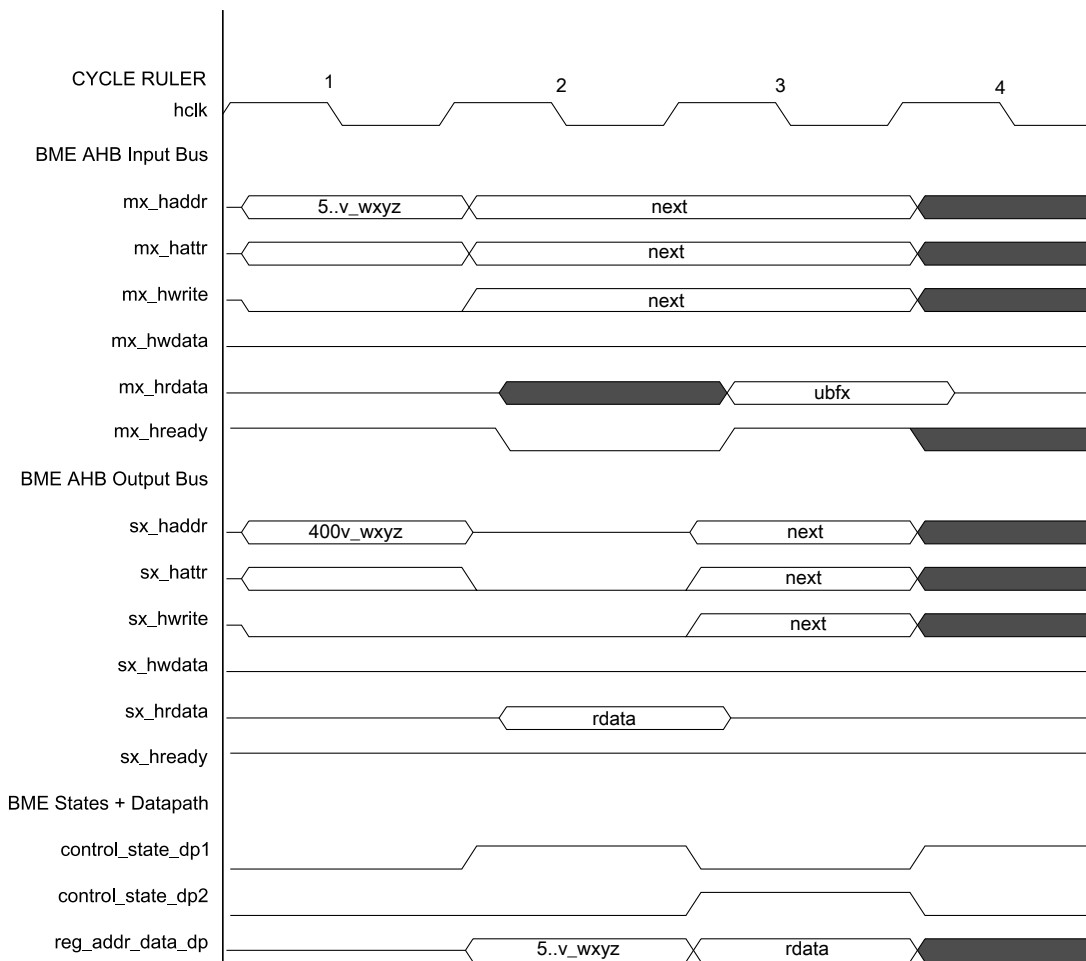 CYCLE RULER 1 2 3 4
hclk
BME AHB Input Bus
mx_haddr 5..v_wxyz next
mx_hattr next
mx_hwrite next
mx_hwdata
mx_hrdata ubfx
mx_hready
BME AHB Output Bus
sx_haddr 400v_wxyz next
sx_hattr next
sx_hwrite next
sx_hwdata
sx_hrdata rdata
sx_hready
BME States + Datapath
control_state_dp1
control_state_dp2
reg_addr_data_dp 5..v_wxyz rdata